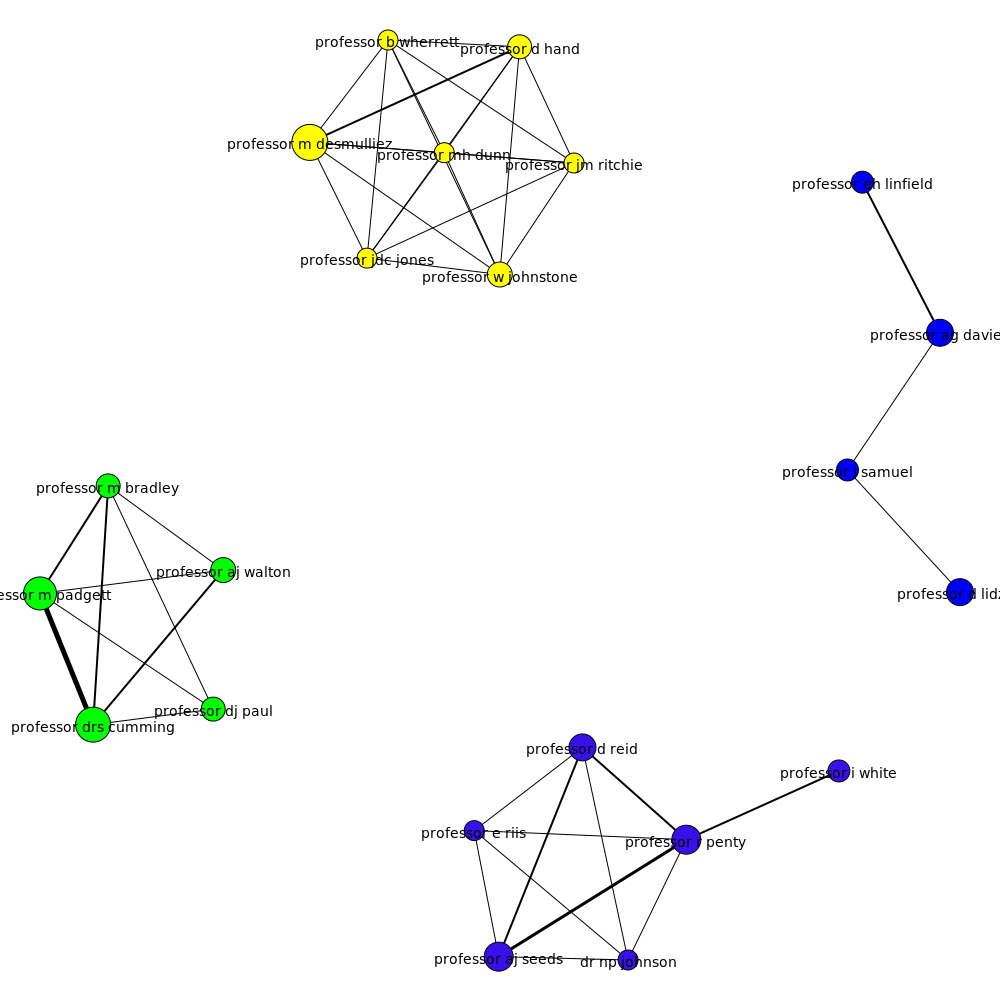 professor b wherrett
professor d hand
professor m desmulliez
professor mh dunn
professor jm ritchie
professor eh linfield
professor jdc jones
professor w johnstone
professor ag davie
professor i samuel
professor m bradley
professor aj walton
essor m padgett
professor dj paul
professor drs cumming
professor d lidz
professor d reid
professor i white
professor e riis
professor r penty
professor aj seeds
dr np johnson